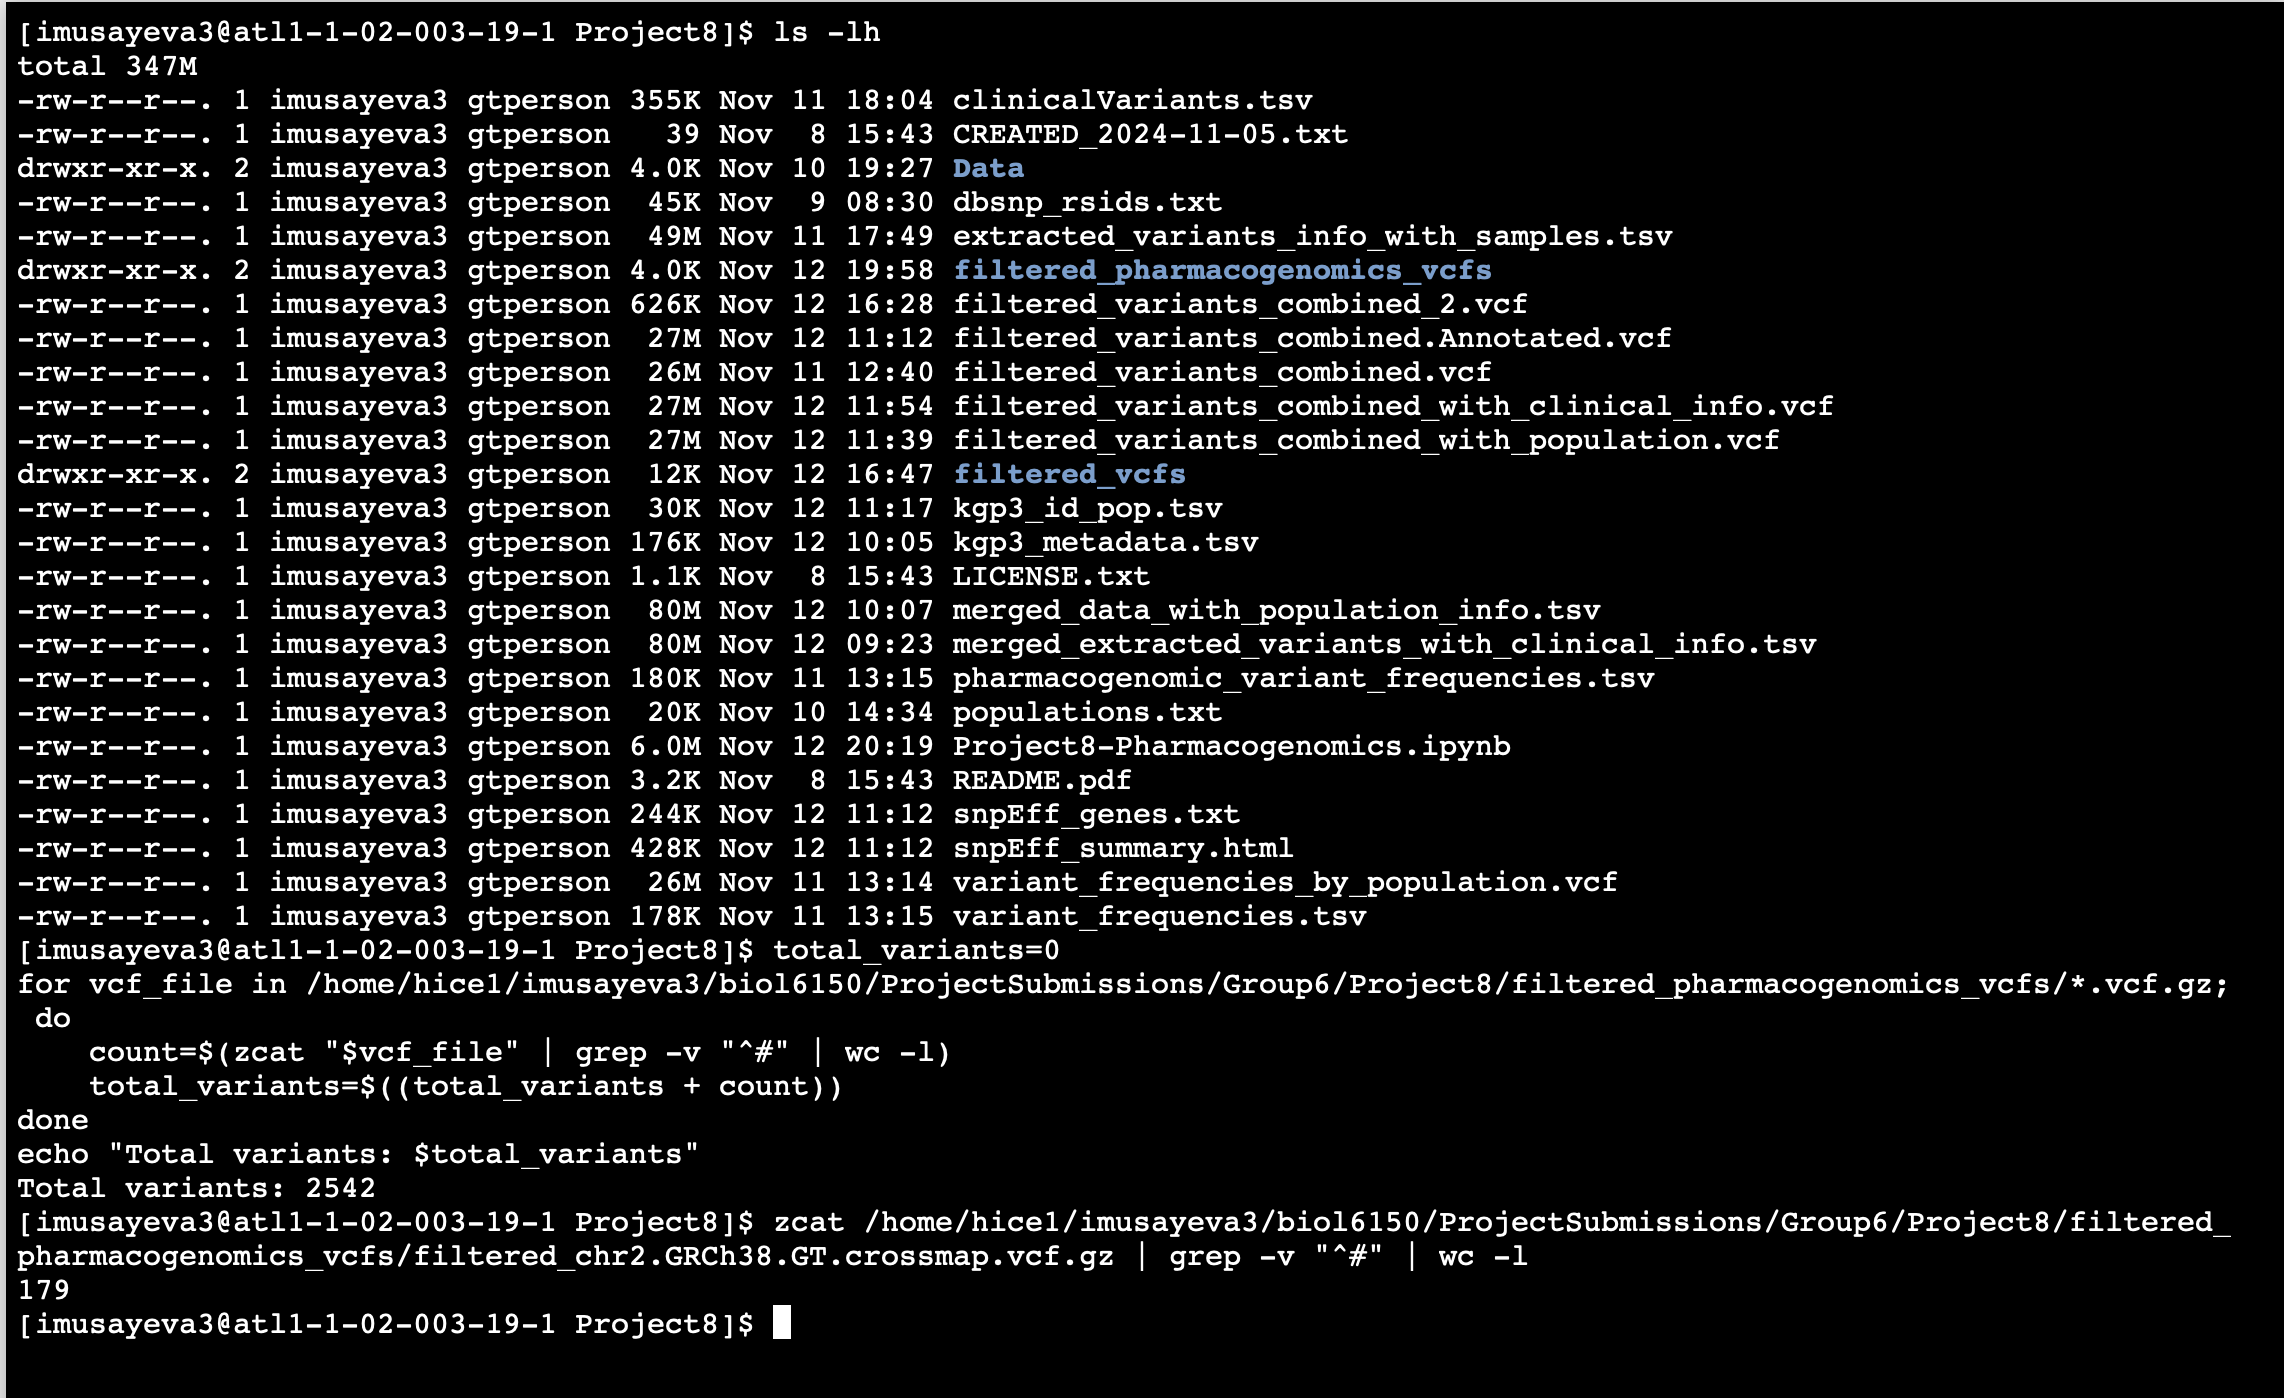 [imusayeva3@atl1-1-02-003-19-1 Project8]$ ls -lh
total 347M
-rw-r--r--. 1 imusayeva3 gtperson 355K Nov 11 18:04 clinicalVariants.tsv
-rw-r--r--. 1 imusayeva3 gtperson   39 Nov  8 15:43 CREATED_2024-11-05.txt
drwxr-xr-x. 2 imusayeva3 gtperson 4.0K Nov 10 19:27 Data
-rw-r--r--. 1 imusayeva3 gtperson  45K Nov  9 08:30 dbsnp_rsids.txt
-rw-r--r--. 1 imusayeva3 gtperson  49M Nov 11 17:49 extracted_variants_info_with_samples.tsv
drwxr-xr-x. 2 imusayeva3 gtperson 4.0K Nov 12 19:58 filtered_pharmacogenomics_vcfs
-rw-r--r--. 1 imusayeva3 gtperson 626K Nov 12 16:28 filtered_variants_combined_2.vcf
-rw-r--r--. 1 imusayeva3 gtperson  27M Nov 12 11:12 filtered_variants_combined.Annotated.vcf
-rw-r--r--. 1 imusayeva3 gtperson  26M Nov 11 12:40 filtered_variants_combined.vcf
-rw-r--r--. 1 imusayeva3 gtperson  27M Nov 12 11:54 filtered_variants_combined_with_clinical_info.vcf
-rw-r--r--. 1 imusayeva3 gtperson  27M Nov 12 11:39 filtered_variants_combined_with_population.vcf
drwxr-xr-x. 2 imusayeva3 gtperson  12K Nov 12 16:47 filtered_vcfs
-rw-r--r--. 1 imusayeva3 gtperson  30K Nov 12 11:17 kgp3_id_pop.tsv
-rw-r--r--. 1 imusayeva3 gtperson 176K Nov 12 10:05 kgp3_metadata.tsv
-rw-r--r--. 1 imusayeva3 gtperson 1.1K Nov  8 15:43 LICENSE.txt
-rw-r--r--. 1 imusayeva3 gtperson  80M Nov 12 10:07 merged_data_with_population_info.tsv
-rw-r--r--. 1 imusayeva3 gtperson  80M Nov 12 09:23 merged_extracted_variants_with_clinical_info.tsv
-rw-r--r--. 1 imusayeva3 gtperson 180K Nov 11 13:15 pharmacogenomic_variant_frequencies.tsv
-rw-r--r--. 1 imusayeva3 gtperson  20K Nov 10 14:34 populations.txt
-rw-r--r--. 1 imusayeva3 gtperson 6.0M Nov 12 20:19 Project8-Pharmacogenomics.ipynb
-rw-r--r--. 1 imusayeva3 gtperson 3.2K Nov  8 15:43 README.pdf
-rw-r--r--. 1 imusayeva3 gtperson 244K Nov 12 11:12 snpEff_genes.txt
-rw-r--r--. 1 imusayeva3 gtperson 428K Nov 12 11:12 snpEff_summary.html
-rw-r--r--. 1 imusayeva3 gtperson  26M Nov 11 13:14 variant_frequencies_by_population.vcf
-rw-r--r--. 1 imusayeva3 gtperson 178K Nov 11 13:15 variant_frequencies.tsv
[imusayeva3@atl1-1-02-003-19-1 Project8]$ total_variants=0
for vcf_file in /home/hice1/imusayeva3/biol6150/ProjectSubmissions/Group6/Project8/filtered_pharmacogenomics_vcfs/*.vcf.gz;
 do
    count=$(zcat "$vcf_file" | grep -v "^#" | wc -l)
    total_variants=$((total_variants + count))
done
echo "Total variants: $total_variants"
Total variants: 2542
[imusayeva3@atl1-1-02-003-19-1 Project8]$ zcat /home/hice1/imusayeva3/biol6150/ProjectSubmissions/Group6/Project8/filtered_
pharmacogenomics_vcfs/filtered_chr2.GRCh38.GT.crossmap.vcf.gz | grep -v "^#" | wc -l
179
[imusayeva3@atl1-1-02-003-19-1 Project8]$